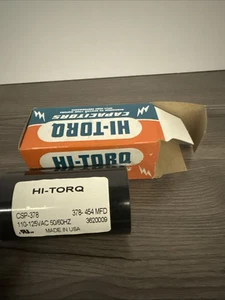 CAPACITORS
HI-TORQ
HI-TORQ
HI-TORQ
CSP-378 378- 454 MFD
110-125VAC 50/60HZ 3620009
MADE IN USA